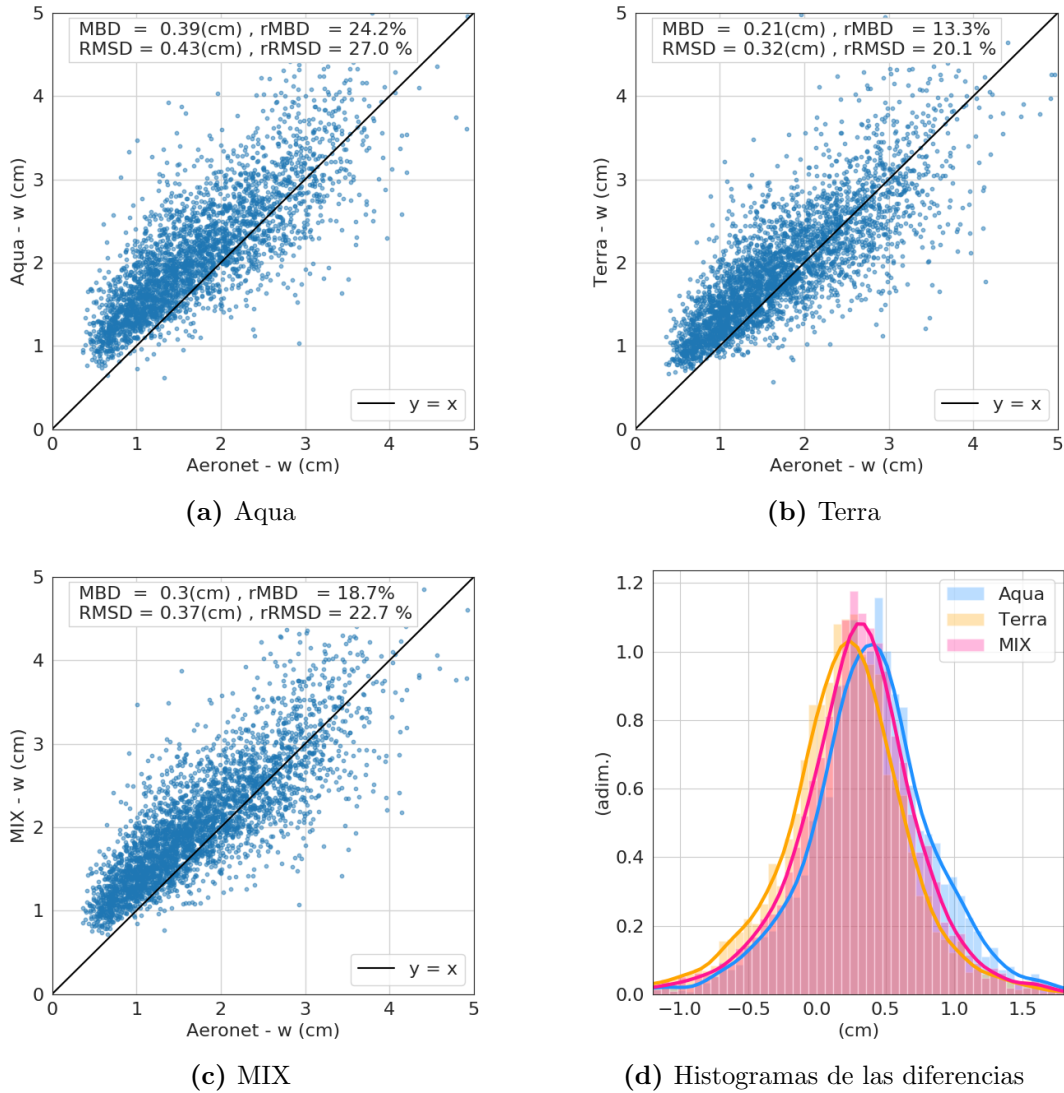 MBD = 0.39(cm) , rMBD = 24.2%
RMSD = 0.43(cm) , rRMSD = 27.0 %
5
4
3
2
1
0
Aqua - w (cm)
y = x
0 1 2 3 4 5
Aeronet - w (cm)
(a) Aqua
MBD = 0.21(cm) , rMBD = 13.3%
RMSD = 0.32(cm) , rRMSD = 20.1 %
5
4
3
2
1
0
Terra - w (cm)
y = x
0 1 2 3 4 5
Aeronet - w (cm)
(b) Terra
MBD = 0.3(cm) , rMBD = 18.7%
RMSD = 0.37(cm) , rRMSD = 22.7 %
5
4
3
2
1
0
MIX - w (cm)
y = x
0 1 2 3 4 5
Aeronet - w (cm)
(c) MIX
Aqua
Terra
MIX
1.2
1.0
0.8
0.6
0.4
0.2
0.0
(adim.)
−1.0 −0.5 0.0 0.5 1.0 1.5
(cm)
(d) Histogramas de las diferencias